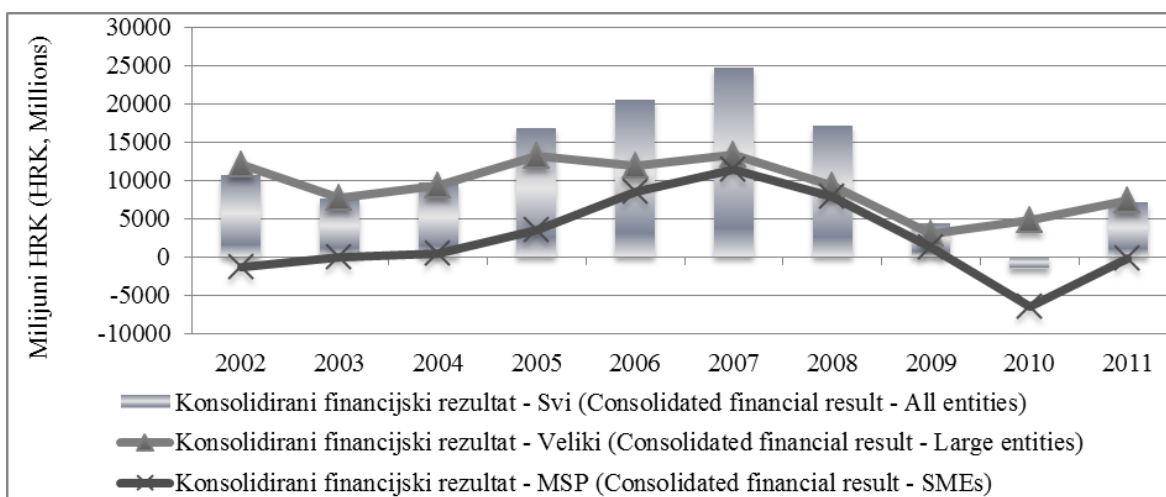 Milijuni HRK (HRK, Millions)
30000
25000
20000
15000
10000
5000
0
-5000
-10000
2002 2003 2004 2005 2006 2007 2008 2009 2010 2011
Konsolidirani financijski rezultat - Svi (Consolidated financial result - All entities)
Konsolidirani financijski rezultat - Veliki (Consolidated financial result - Large entities)
Konsolidirani financijski rezultat - MSP (Consolidated financial result - SMEs)